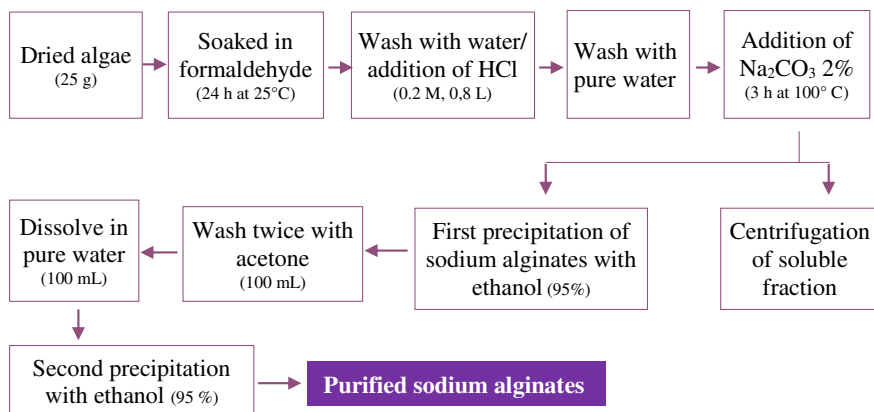 Dried algae
(25 g)
Soaked in
formaldehyde
(24 h at 25°C)
Wash with water/
addition of HCl
(0.2 M, 0,8 L)
Wash with
pure water
Addition of
Na₂CO₃ 2%
(3 h at 100° C)
Dissolve in
pure water
(100 mL)
Wash twice with
acetone
(100 mL)
First precipitation of
sodium alginates with
ethanol (95%)
Centrifugation
of soluble
fraction
Second precipitation
with ethanol (95 %)
Purified sodium alginates